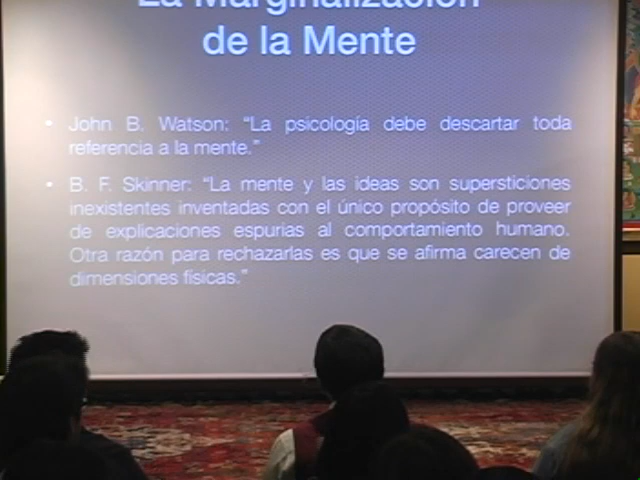 La Marginalización
de la Mente
• John B. Watson: “La psicología debe descartar toda
referencia a la mente.”
• B. F. Skinner: “La mente y las ideas son supersticiones
inexistentes inventadas con el único propósito de proveer
de explicaciones espurias al comportamiento humano.
Otra razón para rechazarlas es que se afirma carecen de
dimensiones físicas.”